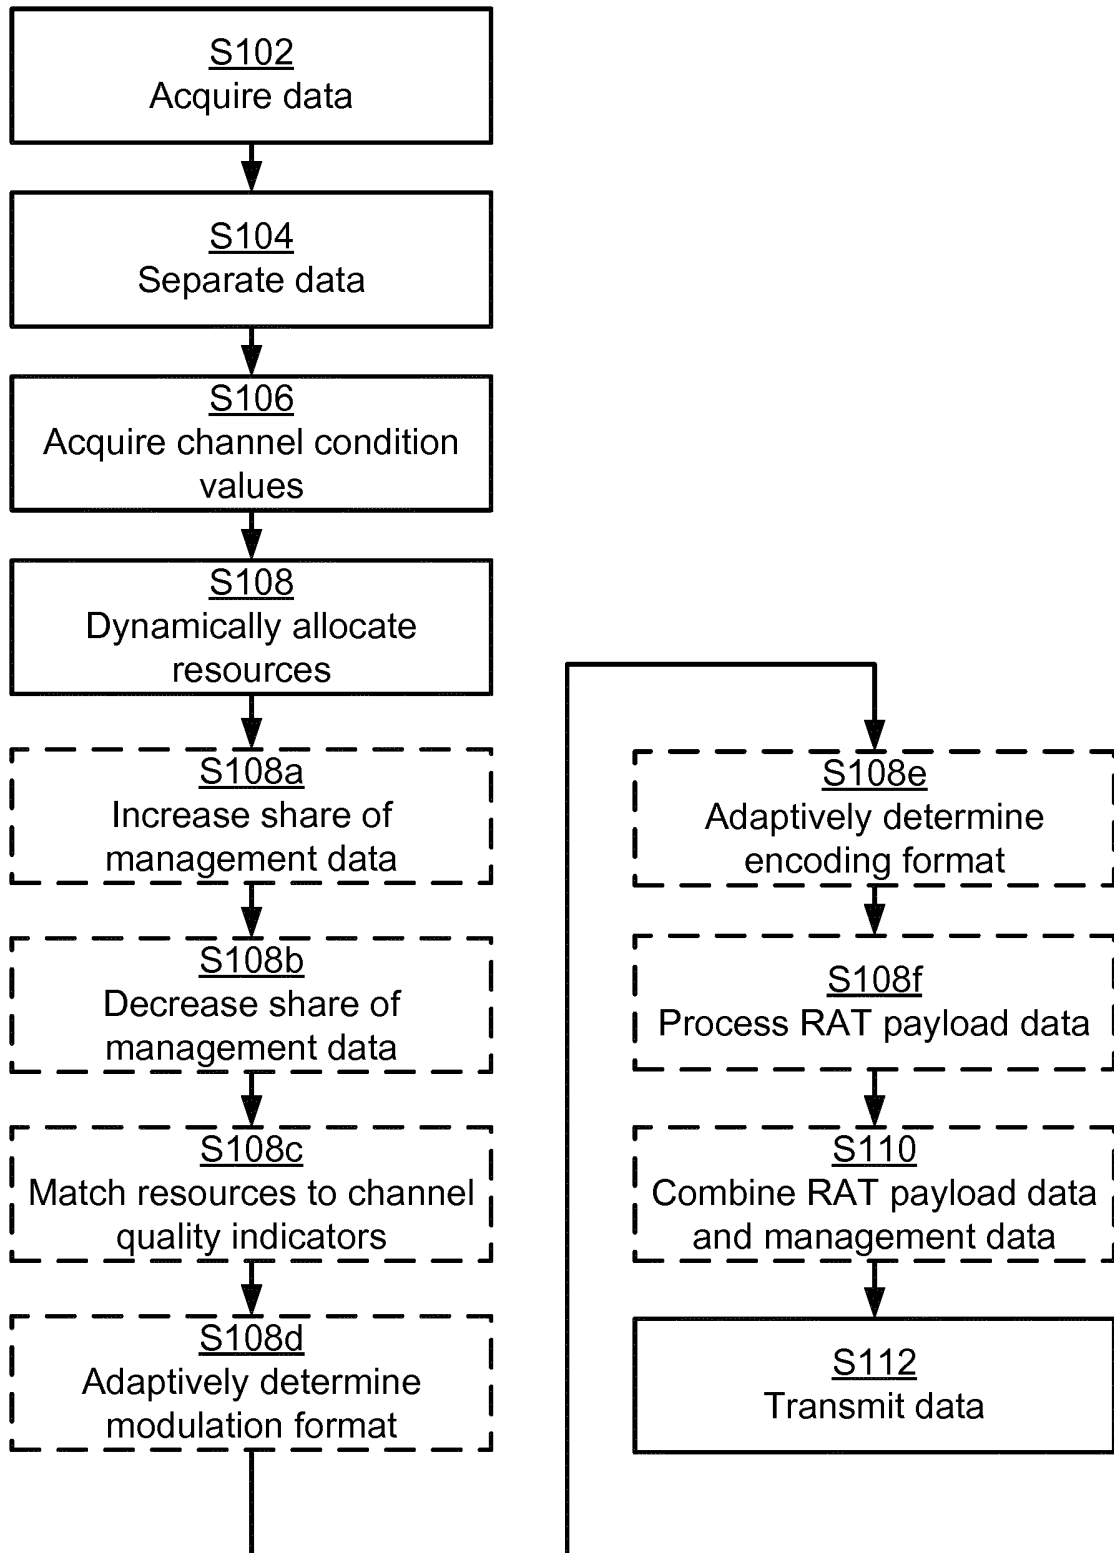 S102
Acquire data
S104
Separate data
S106
Acquire channel condition
values
S108
Dynamically allocate
resources
S108a
Increase share of
management data
S108b
Decrease share of
management data
S108c
Match resources to channel
quality indicators
S108d
Adaptively determine
modulation format
S108e
Adaptively determine
encoding format
S108f
Process RAT payload data
S110
Combine RAT payload data
and management data
S112
Transmit data